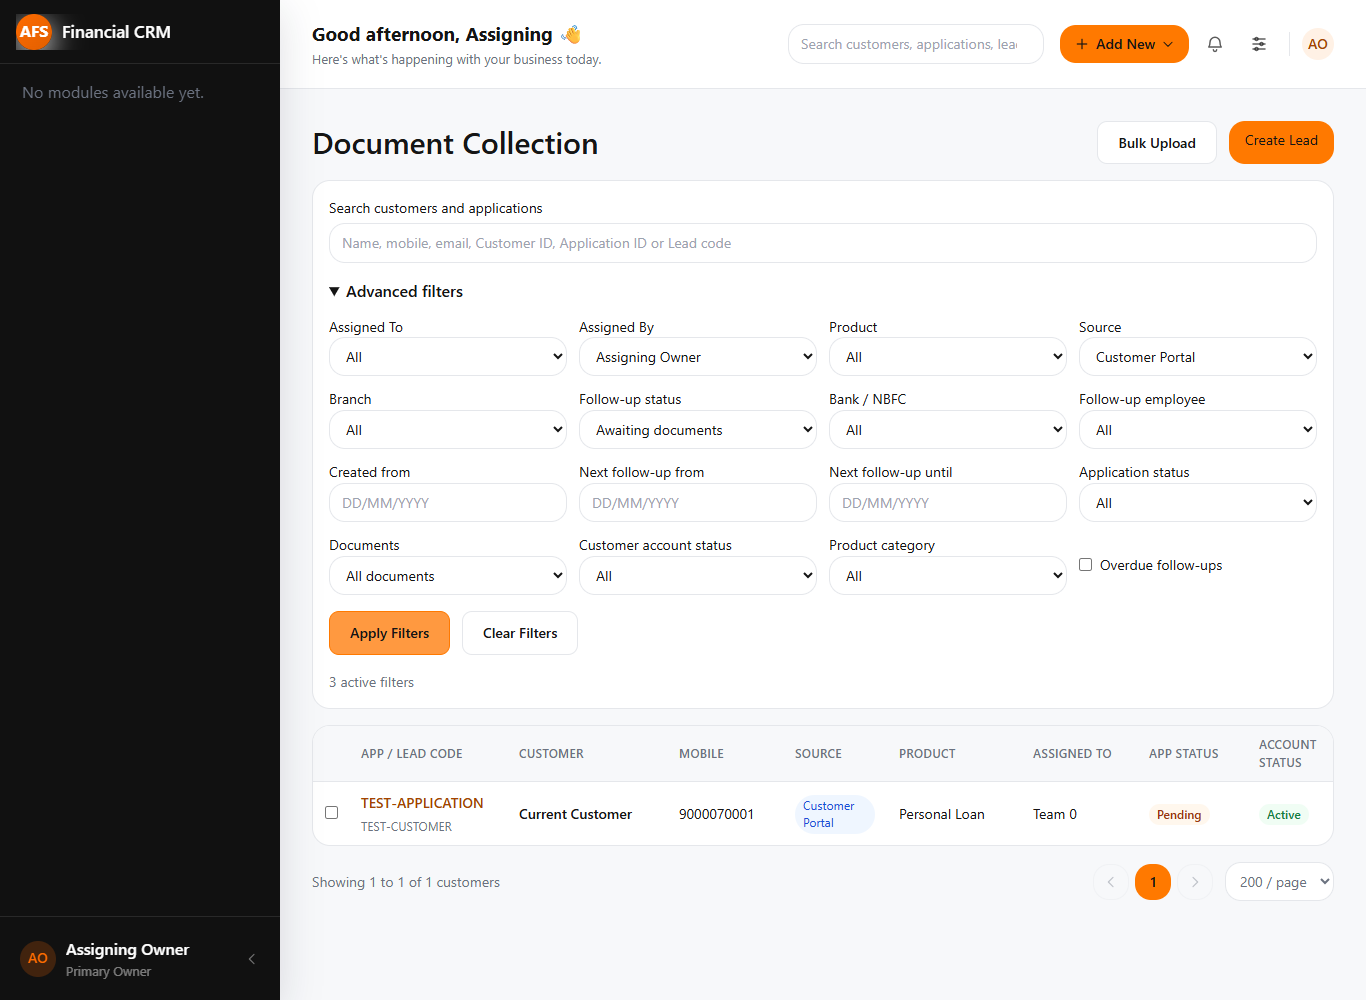 AFS Financial CRM
No modules available yet.
Good afternoon, Assigning 👋
Here's what's happening with your business today.
Search customers, applications, lea
+ Add New
AO
Document Collection
Bulk Upload
Create Lead
Search customers and applications
Name, mobile, email, Customer ID, Application ID or Lead code
▼ Advanced filters
Assigned To Assigned By Product Source
All Assigning Owner All Customer Portal
Branch Follow-up status Bank / NBFC Follow-up employee
All Awaiting documents All All
Created from Next follow-up from Next follow-up until Application status
DD/MM/YYYY DD/MM/YYYY DD/MM/YYYY All
Documents Customer account status Product category
All documents All All Overdue follow-ups
Apply Filters Clear Filters
3 active filters
APP / LEAD CODE CUSTOMER MOBILE SOURCE PRODUCT ASSIGNED TO APP STATUS ACCOUNT STATUS
TEST-APPLICATION
TEST-CUSTOMER
Current Customer 9000070001 Customer Portal Personal Loan Team 0 Pending Active
Showing 1 to 1 of 1 customers
1
200 / page
AO Assigning Owner
Primary Owner